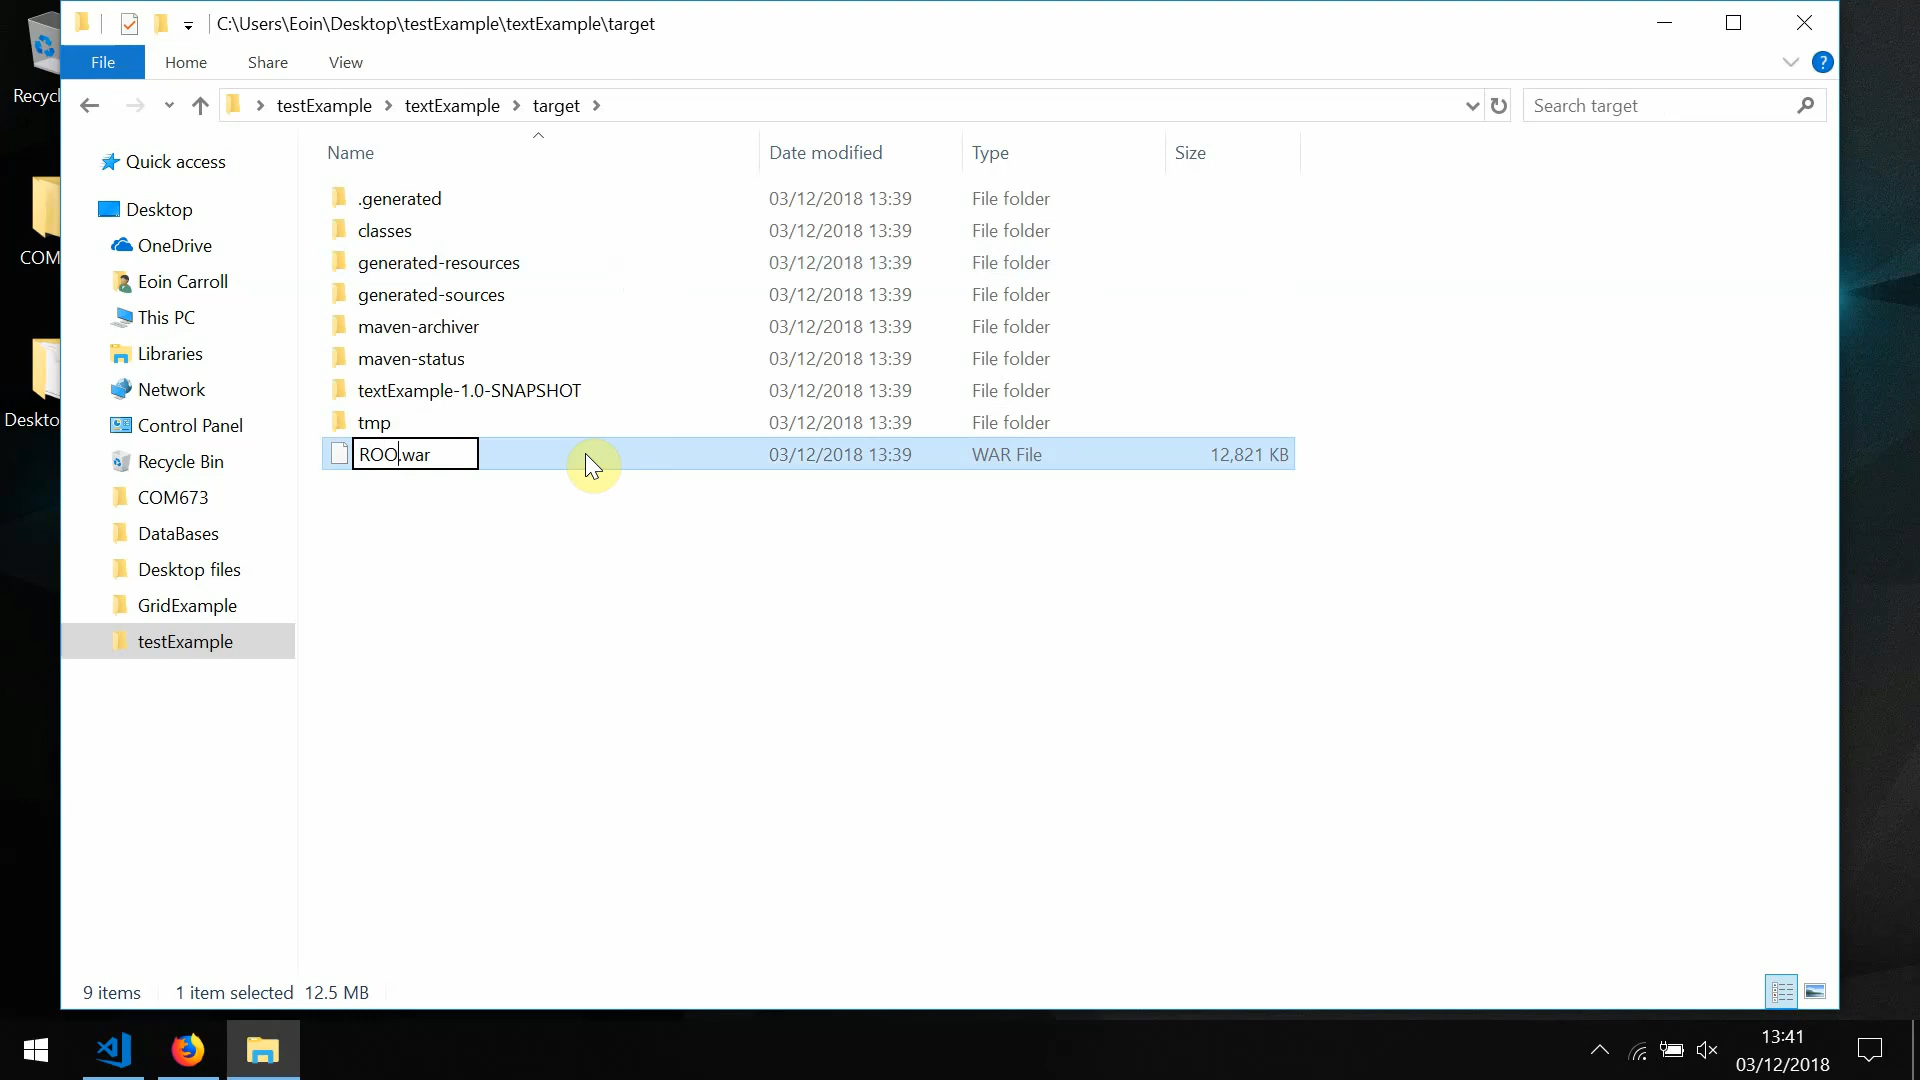 C:\Users\Eoin\Desktop\testExample\textExample\target
File Home Share View
testExample textExample target
Search target
Name Date modified Type Size
.generated 03/12/2018 13:39 File folder
classes 03/12/2018 13:39 File folder
generated-resources 03/12/2018 13:39 File folder
generated-sources 03/12/2018 13:39 File folder
maven-archiver 03/12/2018 13:39 File folder
maven-status 03/12/2018 13:39 File folder
textExample-1.0-SNAPSHOT 03/12/2018 13:39 File folder
tmp 03/12/2018 13:39 File folder
ROO.war 03/12/2018 13:39 WAR File 12,821 KB
Quick access
Desktop
OneDrive
Eoin Carroll
This PC
Libraries
Network
Control Panel
Recycle Bin
COM673
DataBases
Desktop files
GridExample
testExample
Recycl
COM
Deskto
9 items 1 item selected 12.5 MB
13:41
03/12/2018